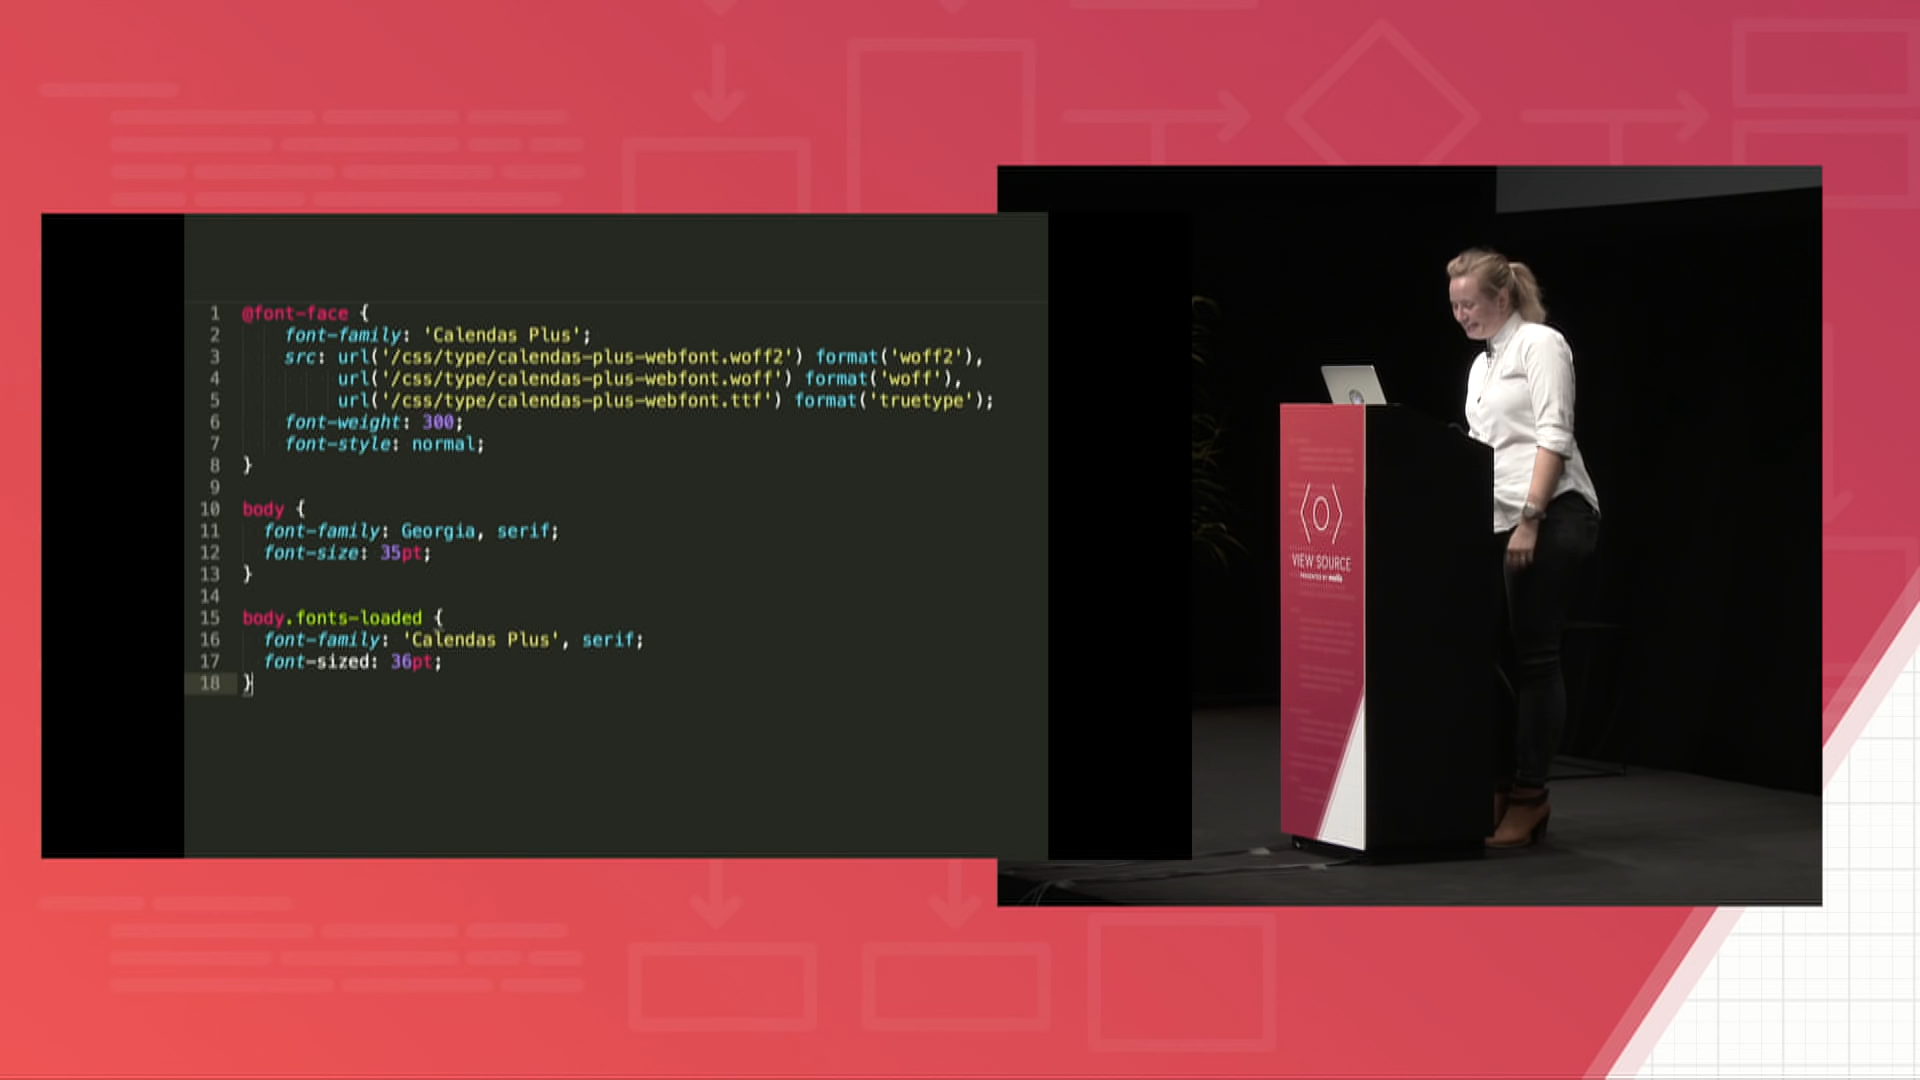 1 @font-face {
2 font-family: 'Calendas Plus';
3 src: url('/css/type/calendas-plus-webfont.woff2') format('woff2'),
4 url('/css/type/calendas-plus-webfont.woff') format('woff'),
5 url('/css/type/calendas-plus-webfont.ttf') format('truetype');
6 font-weight: 300;
7 font-style: normal;
8 }
9
10 body {
11 font-family: Georgia, serif;
12 font-size: 35pt;
13 }
14
15 body.fonts-loaded {
16 font-family: 'Calendas Plus', serif;
17 font-sized: 36pt;
18 }
VIEW SOURCE
PRESENTED BY mozilla